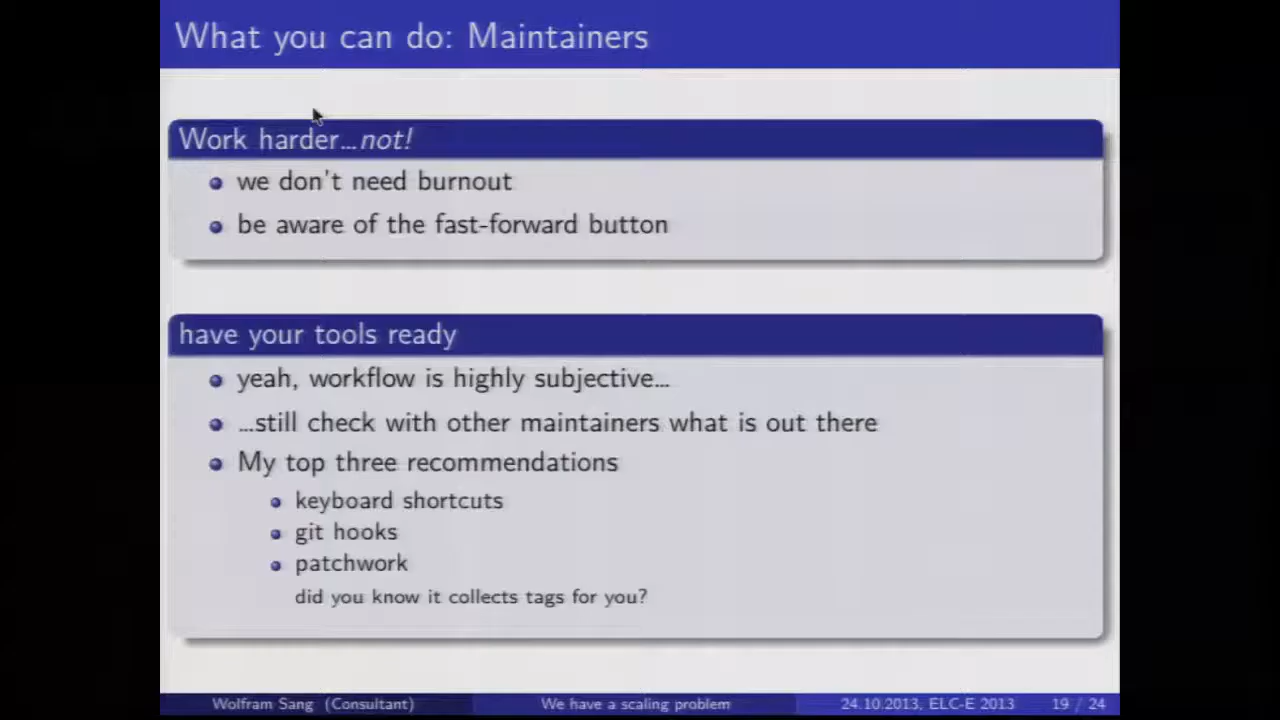 What you can do: Maintainers
Work harder...not!
we don't need burnout
be aware of the fast-forward button
have your tools ready
yeah, workflow is highly subjective...
...still check with other maintainers what is out there
My top three recommendations
keyboard shortcuts
git hooks
patchwork
did you know it collects tags for you?
Wolfram Sang (Consultant) We have a scaling problem 24.10.2013, ELC-E 2013 19 / 24